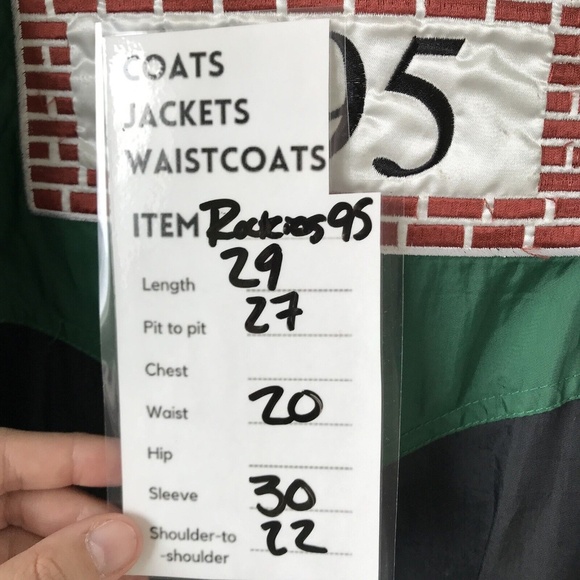 95
COATS
JACKETS
WAISTCOATS
ITEM Rockies 95
Length 29
Pit to pit 27
Chest
Waist 20
Hip
Sleeve 30
Shoulder-to
-shoulder 22